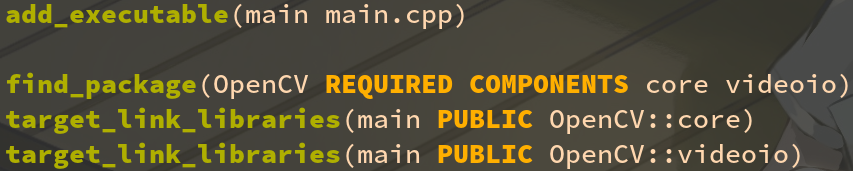 add_executable(main main.cpp)
find_package(OpenCV REQUIRED COMPONENTS core videoio)
target_link_libraries(main PUBLIC OpenCV::core)
target_link_libraries(main PUBLIC OpenCV::videoio)